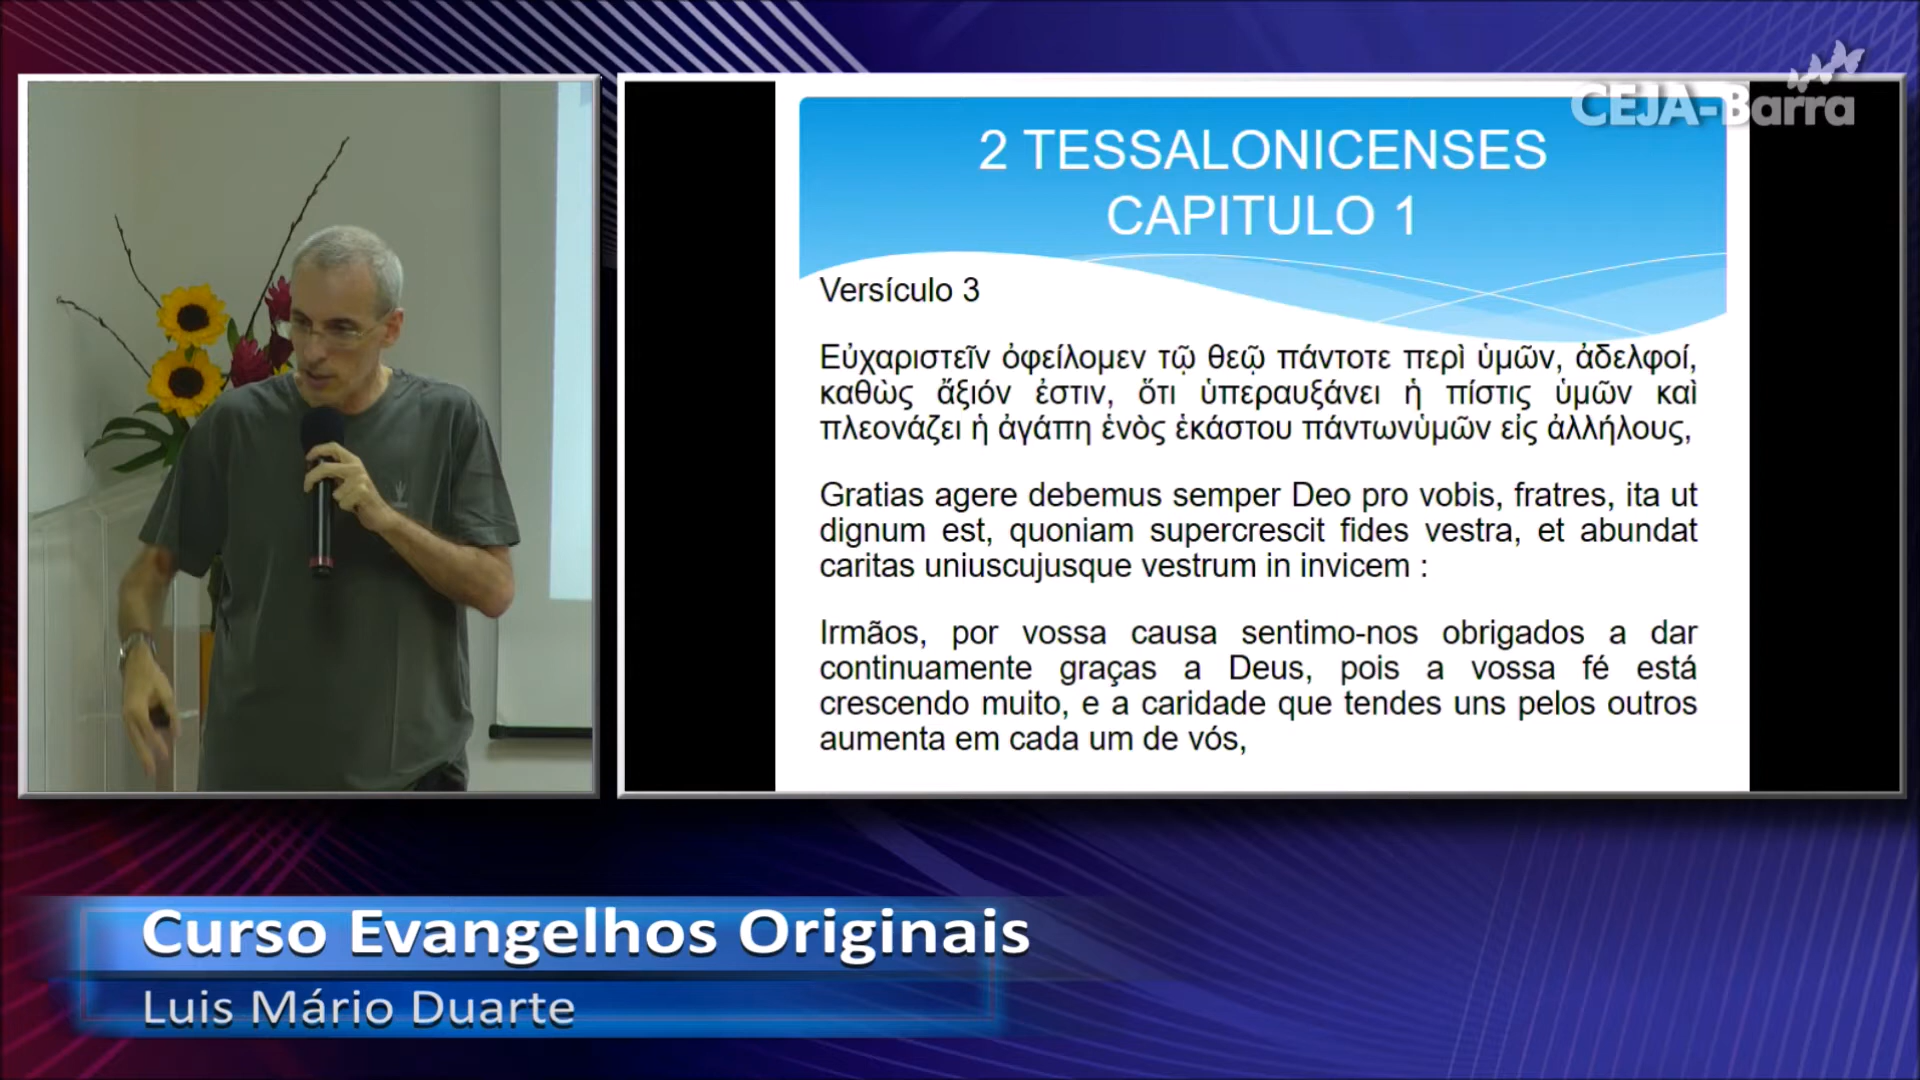 CEJA-Barra
2 TESSALONICENSES
CAPITULO 1
Versículo 3
Εὐχαριστεῖν ὀφείλομεν τῷ θεῷ πάντοτε περὶ ὑμῶν, ἀδελφοί,
καθὼς ἄξιόν ἐστιν, ὅτι ὑπεραυξάνει ἡ πίστις ὑμῶν καὶ
πλεονάζει ἡ ἀγάπη ἑνὸς ἑκάστου πάντωνὑμῶν εἰς ἀλλήλους,
Gratias agere debemus semper Deo pro vobis, fratres, ita ut
dignum est, quoniam supercrescit fides vestra, et abundat
caritas uniuscujusque vestrum in invicem :
Irmãos, por vossa causa sentimo-nos obrigados a dar
continuamente graças a Deus, pois a vossa fé está
crescendo muito, e a caridade que tendes uns pelos outros
aumenta em cada um de vós,
Curso Evangelhos Originais
Luis Mário Duarte